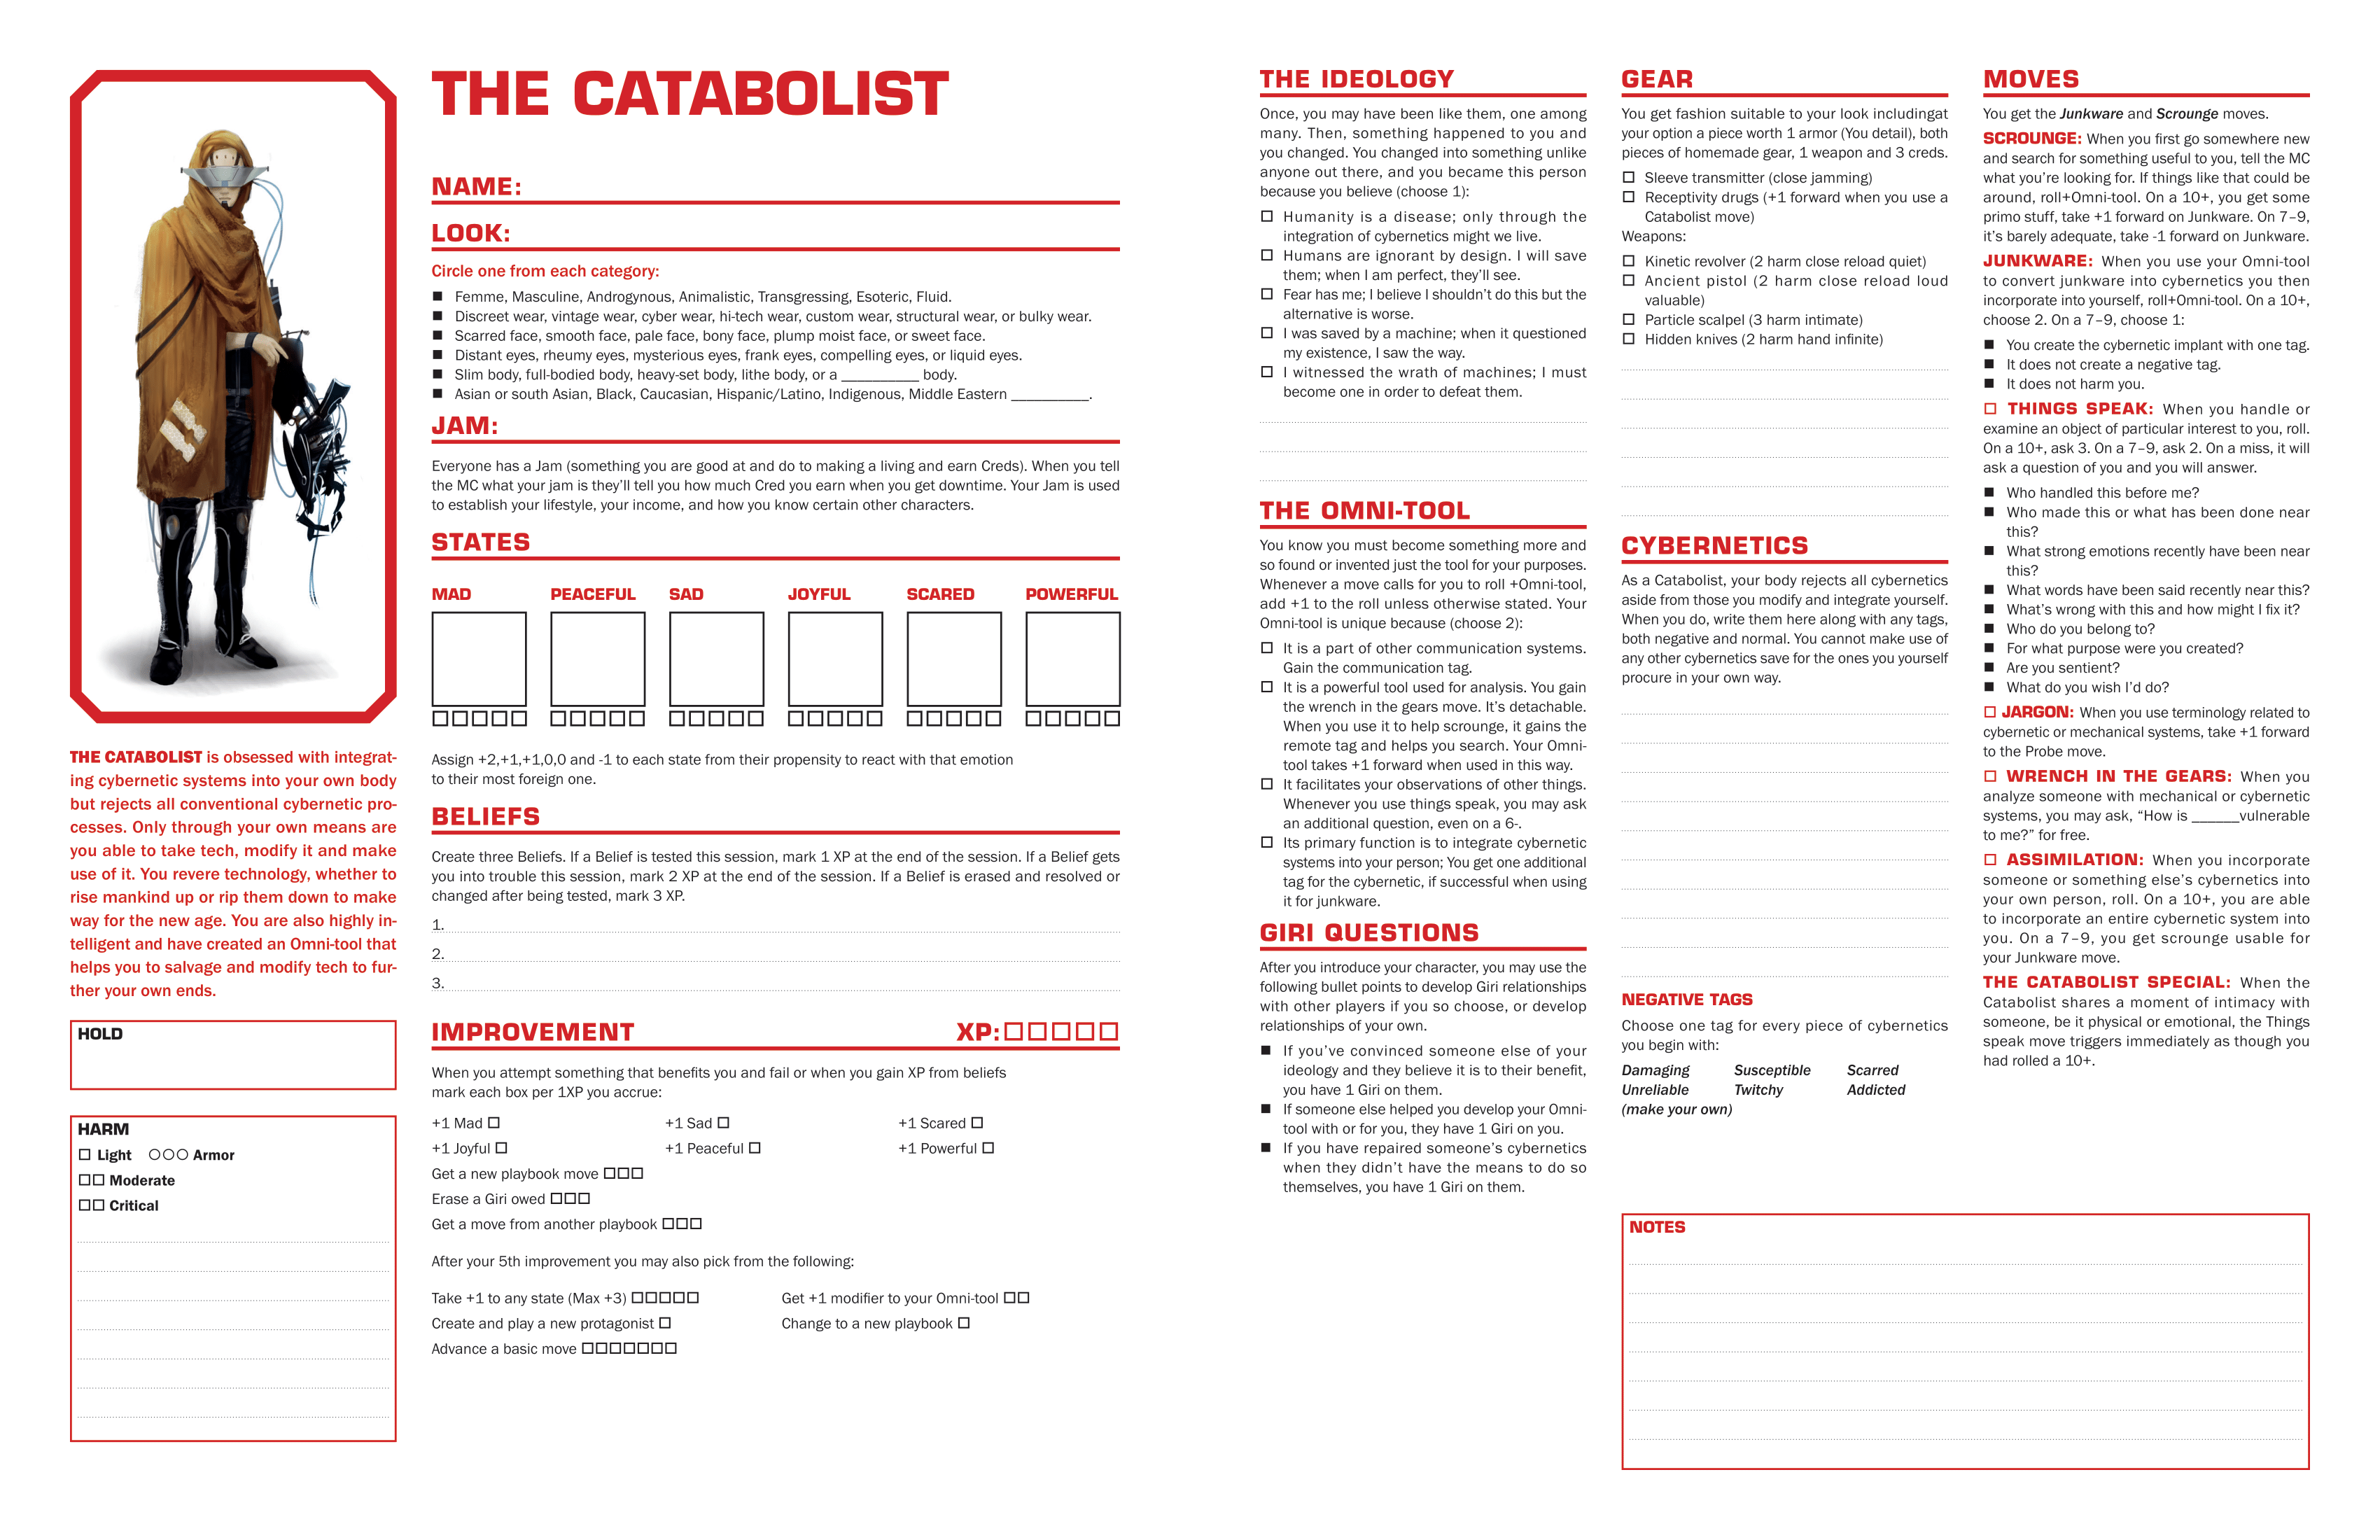 THE CATABOLIST is obsessed with integrat-
ing cybernetic systems into your own body
but rejects all conventional cybernetic pro-
cesses. Only through your own means are
you able to take tech, modify it and make
use of it. You revere technology, whether to
rise mankind up or rip them down to make
way for the new age. You are also highly in-
telligent and have created an Omni-tool that
helps you to salvage and modify tech to fur-
ther your own ends.
HOLD
HARM
Light Armor
Moderate
Critical
THE CATABOLIST
NAME:
LOOK:
Circle one from each category:
Femme, Masculine, Androgynous, Animalistic, Transgressing, Esoteric, Fluid.
Discreet wear, vintage wear, cyber wear, hi-tech wear, custom wear, structural wear, or bulky wear.
Scarred face, smooth face, pale face, bony face, plump moist face, or sweet face.
Distant eyes, rheumy eyes, mysterious eyes, frank eyes, compelling eyes, or liquid eyes.
Slim body, full-bodied body, heavy-set body, lithe body, or a __________ body.
Asian or south Asian, Black, Caucasian, Hispanic/Latino, Indigenous, Middle Eastern __________.
JAM:
Everyone has a Jam (something you are good at and do to making a living and earn Creds). When you tell
the MC what your jam is they'll tell you how much Cred you earn when you get downtime. Your Jam is used
to establish your lifestyle, your income, and how you know certain other characters.
STATES
MAD PEACEFUL SAD JOYFUL SCARED POWERFUL
Assign +2,+1,+1,0,0 and -1 to each state from their propensity to react with that emotion
to their most foreign one.
BELIEFS
Create three Beliefs. If a Belief is tested this session, mark 1 XP at the end of the session. If a Belief gets
you into trouble this session, mark 2 XP at the end of the session. If a Belief is erased and resolved or
changed after being tested, mark 3 XP.
1.
2.
3.
IMPROVEMENT XP:
When you attempt something that benefits you and fail or when you gain XP from beliefs
mark each box per 1XP you accrue:
+1 Mad +1 Sad +1 Scared
+1 Joyful +1 Peaceful +1 Powerful
Get a new playbook move
Erase a Giri owed
Get a move from another playbook
After your 5th improvement you may also pick from the following:
Take +1 to any state (Max +3) Get +1 modifier to your Omni-tool
Create and play a new protagonist Change to a new playbook
Advance a basic move
THE IDEOLOGY
Once, you may have been like them, one among
many. Then, something happened to you and
you changed. You changed into something unlike
anyone out there, and you became this person
because you believe (choose 1):
Humanity is a disease; only through the
integration of cybernetics might we live.
Humans are ignorant by design. I will save
them; when I am perfect, they'll see.
Fear has me; I believe I shouldn't do this but the
alternative is worse.
I was saved by a machine; when it questioned
my existence, I saw the way.
I witnessed the wrath of machines; I must
become one in order to defeat them.
THE OMNI-TOOL
You know you must become something more and
so found or invented just the tool for your purposes.
Whenever a move calls for you to roll +Omni-tool,
add +1 to the roll unless otherwise stated. Your
Omni-tool is unique because (choose 2):
It is a part of other communication systems.
Gain the communication tag.
It is a powerful tool used for analysis. You gain
the wrench in the gears move. It's detachable.
When you use it to help scrounge, it gains the
remote tag and helps you search. Your Omni-
tool takes +1 forward when used in this way.
It facilitates your observations of other things.
Whenever you use things speak, you may ask
an additional question, even on a 6-.
Its primary function is to integrate cybernetic
systems into your person; You get one additional
tag for the cybernetic, if successful when using
it for junkware.
GIRI QUESTIONS
After you introduce your character, you may use the
following bullet points to develop Giri relationships
with other players if you so choose, or develop
relationships of your own.
If you've convinced someone else of your
ideology and they believe it is to their benefit,
you have 1 Giri on them.
If someone else helped you develop your Omni-
tool with or for you, they have 1 Giri on you.
If you have repaired someone's cybernetics
when they didn't have the means to do so
themselves, you have 1 Giri on them.
GEAR
You get fashion suitable to your look includingat
your option a piece worth 1 armor (You detail), both
pieces of homemade gear, 1 weapon and 3 creds.
Sleeve transmitter (close jamming)
Receptivity drugs (+1 forward when you use a
Catabolist move)
Weapons:
Kinetic revolver (2 harm close reload quiet)
Ancient pistol (2 harm close reload loud
valuable)
Particle scalpel (3 harm intimate)
Hidden knives (2 harm hand infinite)
CYBERNETICS
As a Catabolist, your body rejects all cybernetics
aside from those you modify and integrate yourself.
When you do, write them here along with any tags,
both negative and normal. You cannot make use of
any other cybernetics save for the ones you yourself
procure in your own way.
NEGATIVE TAGS
Choose one tag for every piece of cybernetics
you begin with:
Damaging Susceptible Scarred
Unreliable Twitchy Addicted
(make your own)
MOVES
You get the Junkware and Scrounge moves.
SCROUNGE: When you first go somewhere new
and search for something useful to you, tell the MC
what you're looking for. If things like that could be
around, roll+Omni-tool. On a 10+, you get some
primo stuff, take +1 forward on Junkware. On 7–9,
it's barely adequate, take -1 forward on Junkware.
JUNKWARE: When you use your Omni-tool
to convert junkware into cybernetics you then
incorporate into yourself, roll+Omni-tool. On a 10+,
choose 2. On a 7–9, choose 1:
You create the cybernetic implant with one tag.
It does not create a negative tag.
It does not harm you.
THINGS SPEAK: When you handle or
examine an object of particular interest to you, roll.
On a 10+, ask 3. On a 7–9, ask 2. On a miss, it will
ask a question of you and you will answer.
Who handled this before me?
Who made this or what has been done near
this?
What strong emotions recently have been near
this?
What words have been said recently near this?
What's wrong with this and how might I fix it?
Who do you belong to?
For what purpose were you created?
Are you sentient?
What do you wish I'd do?
JARGON: When you use terminology related to
cybernetic or mechanical systems, take +1 forward
to the Probe move.
WRENCH IN THE GEARS: When you
analyze someone with mechanical or cybernetic
systems, you may ask, "How is ______vulnerable
to me?" for free.
ASSIMILATION: When you incorporate
someone or something else's cybernetics into
your own person, roll. On a 10+, you are able
to incorporate an entire cybernetic system into
you. On a 7–9, you get scrounge usable for
your Junkware move.
THE CATABOLIST SPECIAL: When the
Catabolist shares a moment of intimacy with
someone, be it physical or emotional, the Things
speak move triggers immediately as though you
had rolled a 10+.
NOTES